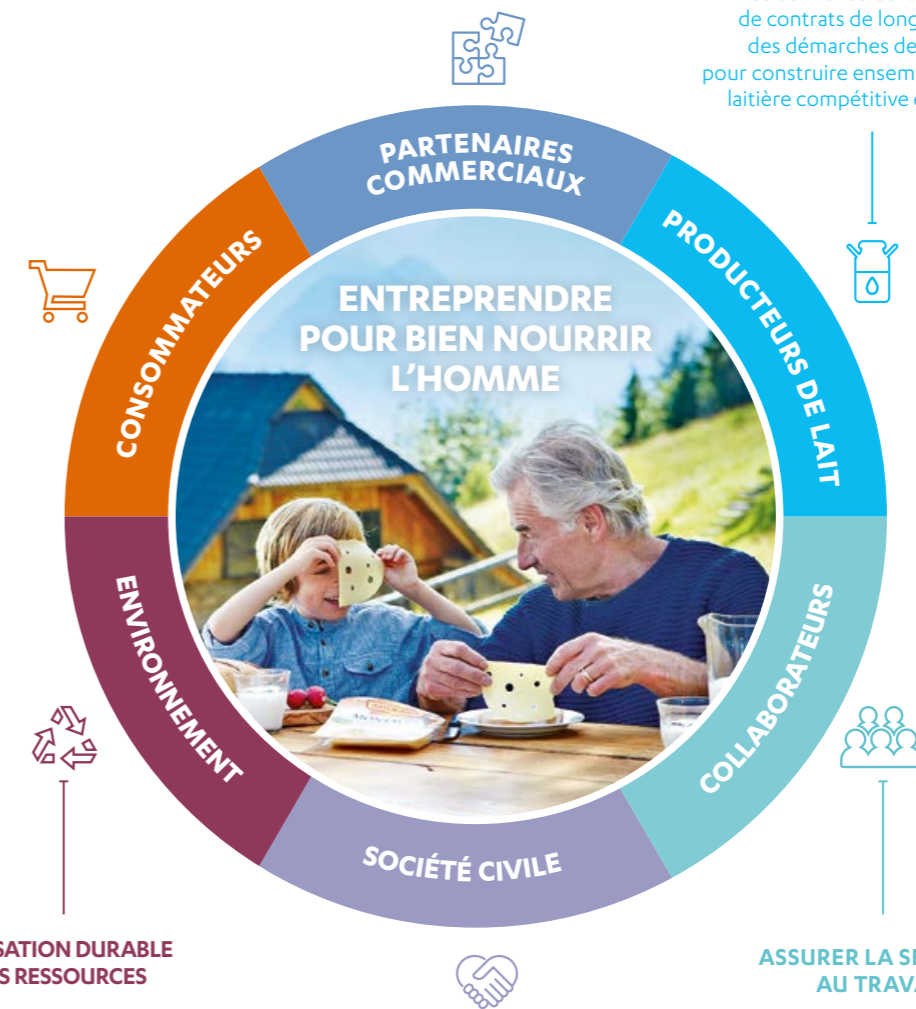 de contrats de long
des démarches de
pour construire ensem
laitière compétitive
PARTENAIRES
COMMERCIAUX
PRODUCTEURS DE LAIT
CONSOMMATEURS
ENTREPRENDRE
POUR BIEN NOURRIR
L'HOMME
ENVIRONNEMENT
COLLABORATEURS
SOCIÉTÉ CIVILE
SATION DURABLE
S RESSOURCES
ASSURER LA
AU TRAVA